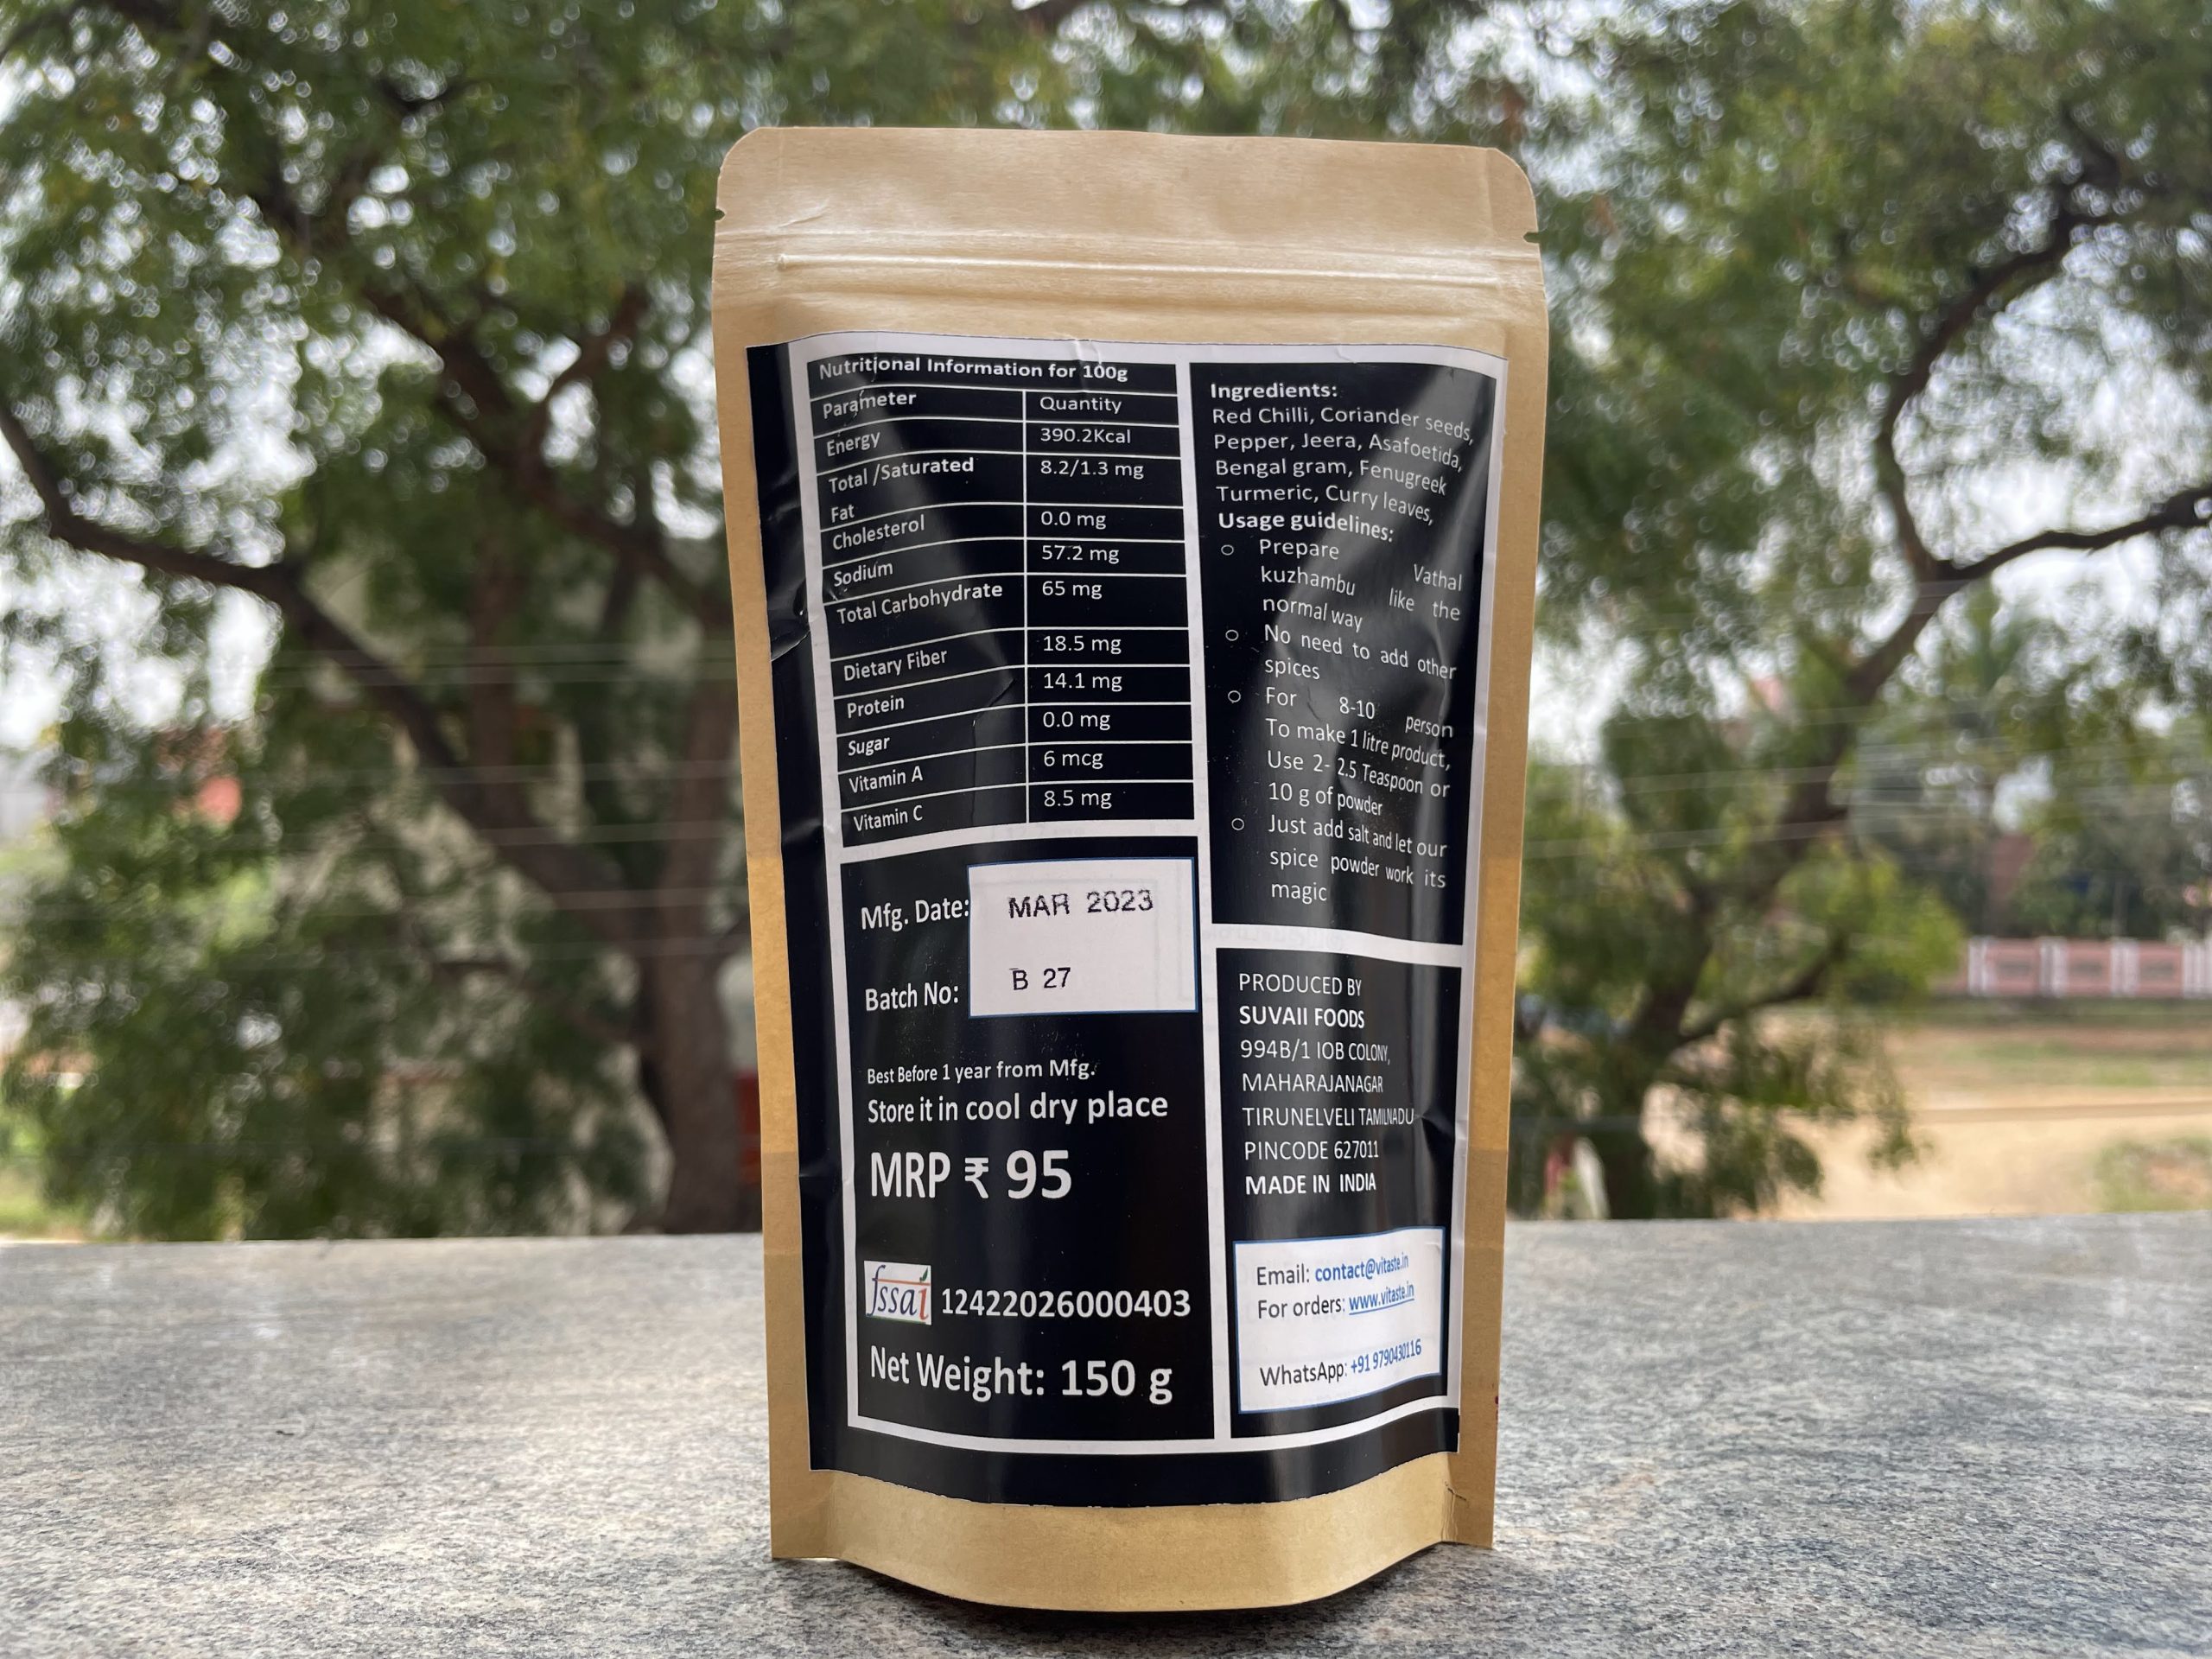 Nutritional Information for 100g
Parameter Quantity
Energy 390.2Kcal
Total /Saturated Fat 8.2/1.3 mg
Cholesterol 0.0 mg
Sodium 57.2 mg
Total Carbohydrate 65 mg
Dietary Fiber 18.5 mg
Protein 14.1 mg
Sugar 0.0 mg
Vitamin A 6 mcg
Vitamin C 8.5 mg
Mfg. Date: MAR 2023
Batch No: B 27
Best Before 1 year from Mfg.
Store it in cool dry place
MRP ₹ 95
fssai 12422026000403
Net Weight: 150 g
Ingredients:
Red Chilli, Coriander seeds,
Pepper, Jeera, Asafoetida,
Bengal gram, Fenugreek
Turmeric, Curry leaves,
Usage guidelines:
o Prepare Vathal
kuzhambu like the
normal way
o No need to add other
spices
o For 8-10 person
To make 1 litre product,
Use 2- 2.5 Teaspoon or
10 g of powder
o Just add salt and let our
spice powder work its
magic
PRODUCED BY
SUVAII FOODS
994B/1 IOB COLONY,
MAHARAJANAGAR
TIRUNELVELI TAMILNADU
PINCODE 627011
MADE IN INDIA
Email: contact@vitaste.in
For orders: www.vitaste.in
WhatsApp: +91 9790430116